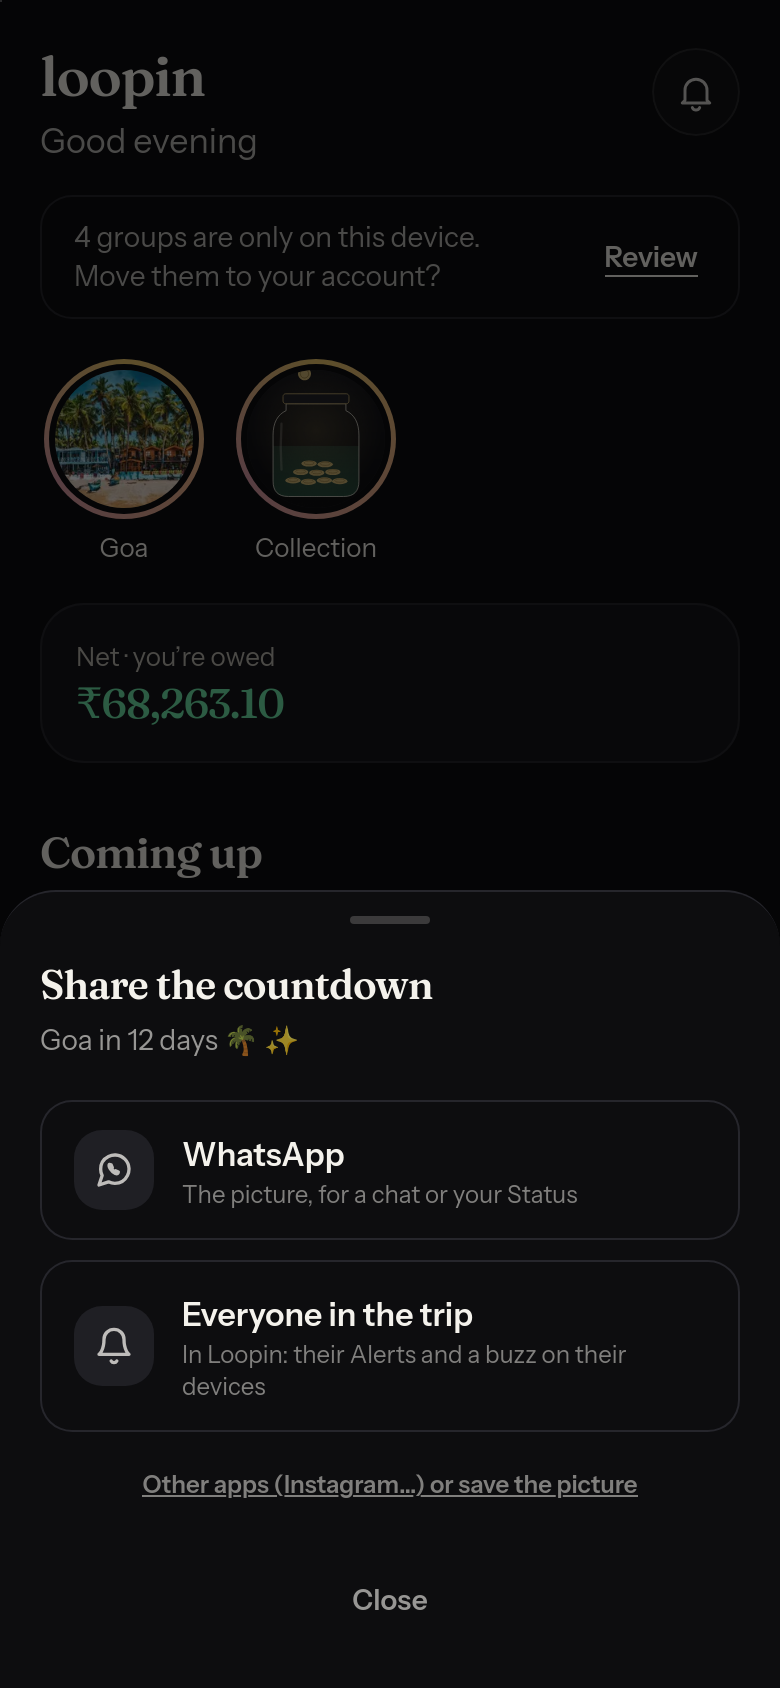 loopin
Good evening
4 groups are only on this device.
Move them to your account?
Review
Goa
Collection
Net · you’re owed
₹68,263.10
Coming up
Share the countdown
Goa in 12 days 🌴 ✨
WhatsApp
The picture, for a chat or your Status
Everyone in the trip
In Loopin: their Alerts and a buzz on their
devices
Other apps (Instagram…) or save the picture
Close